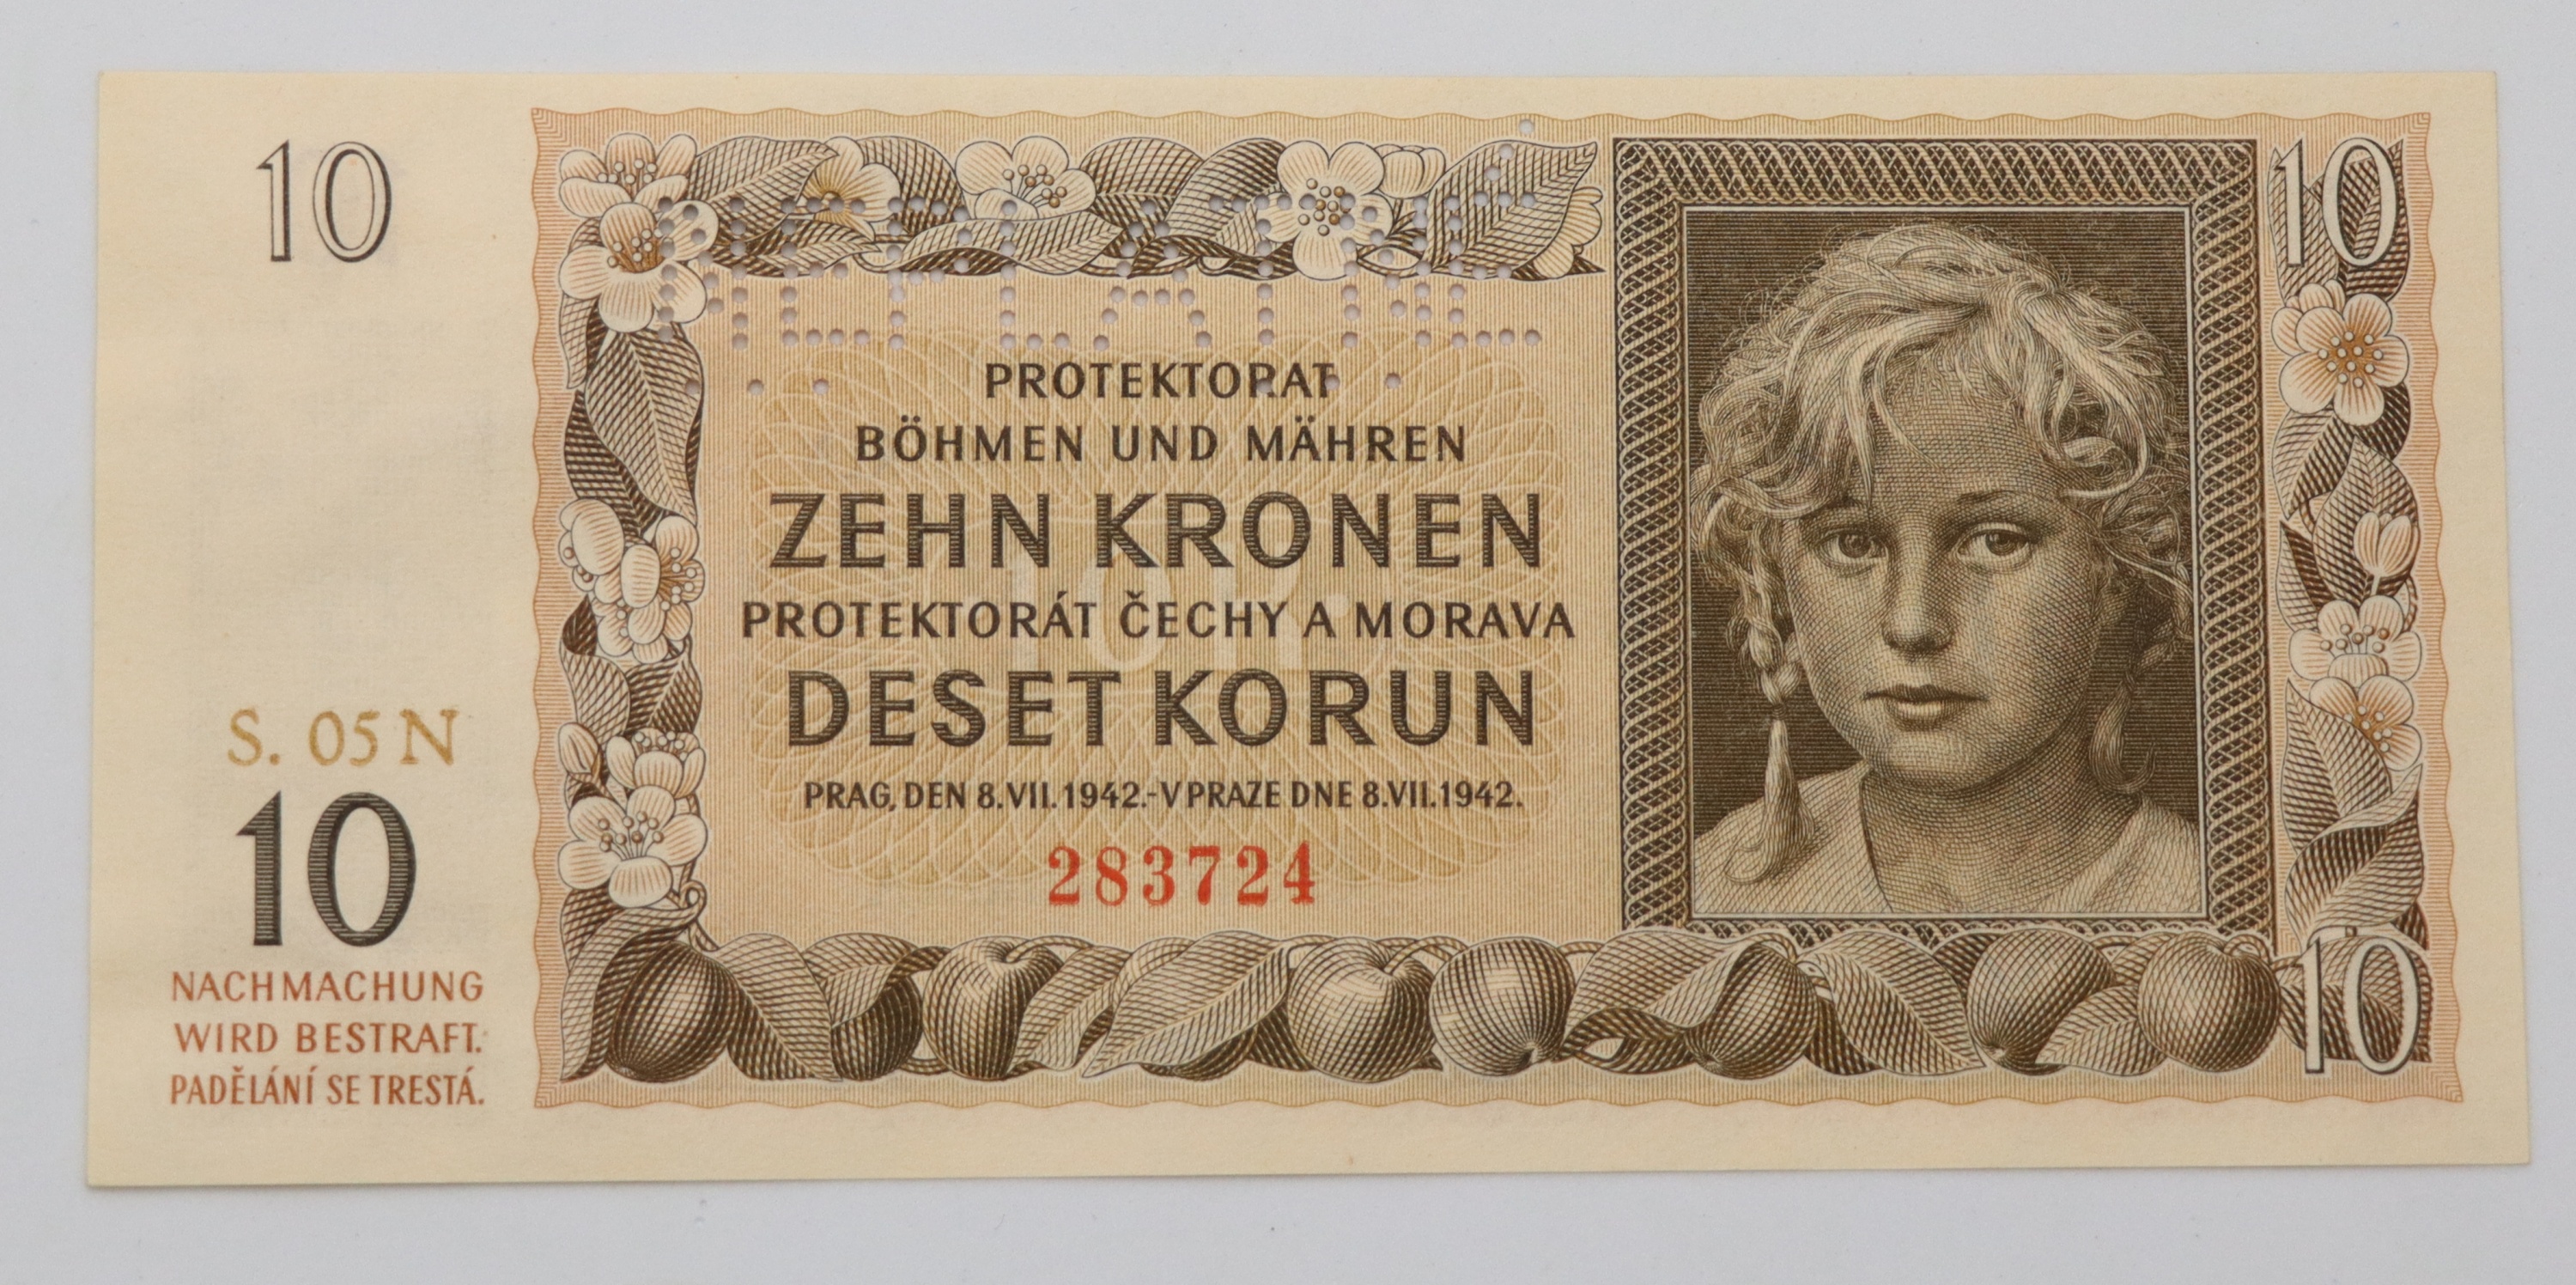 10
10
PROTEKTORAT
BÖHMEN UND MÄHREN
ZEHN KRONEN
PROTEKTORÁT ČECHY A MORAVA
DESET KORUN
PRAG, DEN 8.VII.1942.-V PRAZE DNE 8.VII.1942.
283724
S. 05 N
10
NACHMACHUNG
WIRD BESTRAFT.
PADĚLÁNÍ SE TRESTÁ.
10